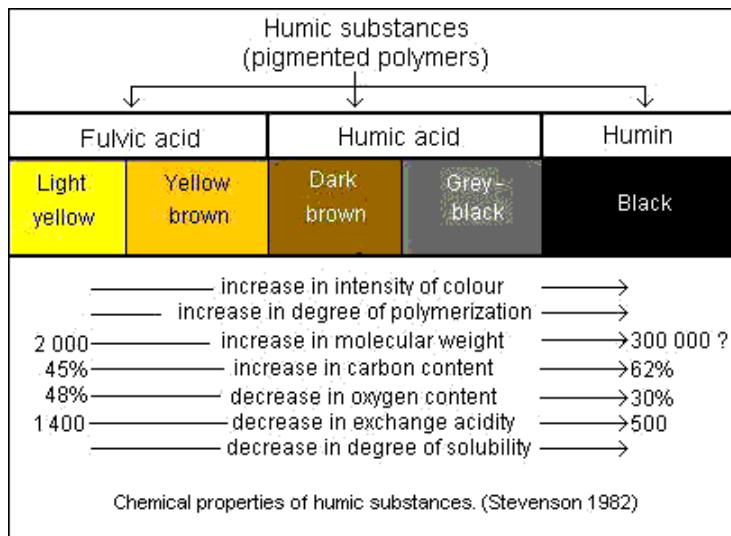 Humic substances
(pigmented polymers)
Fulvic acid Humic acid Humin
Light yellow Yellow brown Dark brown Grey-black Black
increase in intensity of colour
increase in degree of polymerization
2 000 increase in molecular weight 300 000 ?
45% increase in carbon content 62%
48% decrease in oxygen content 30%
1 400 decrease in exchange acidity 500
decrease in degree of solubility
Chemical properties of humic substances. (Stevenson 1982)